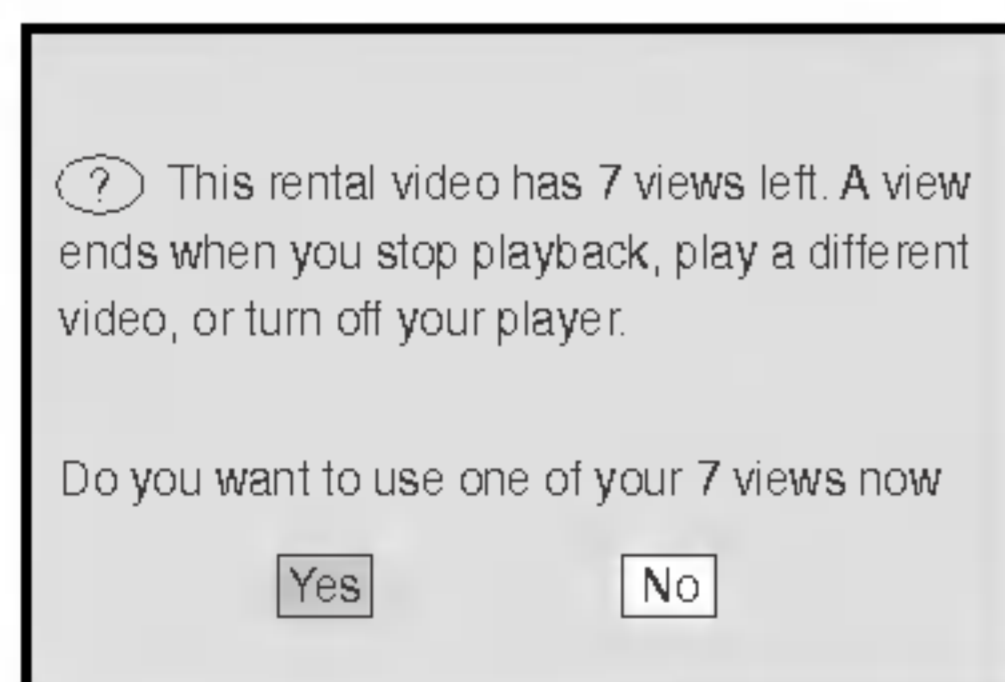 ? This rental video has 7 views left. A view
ends when you stop playback, play a different
video, or turn off your player.
Do you want to use one of your 7 views now
Yes No